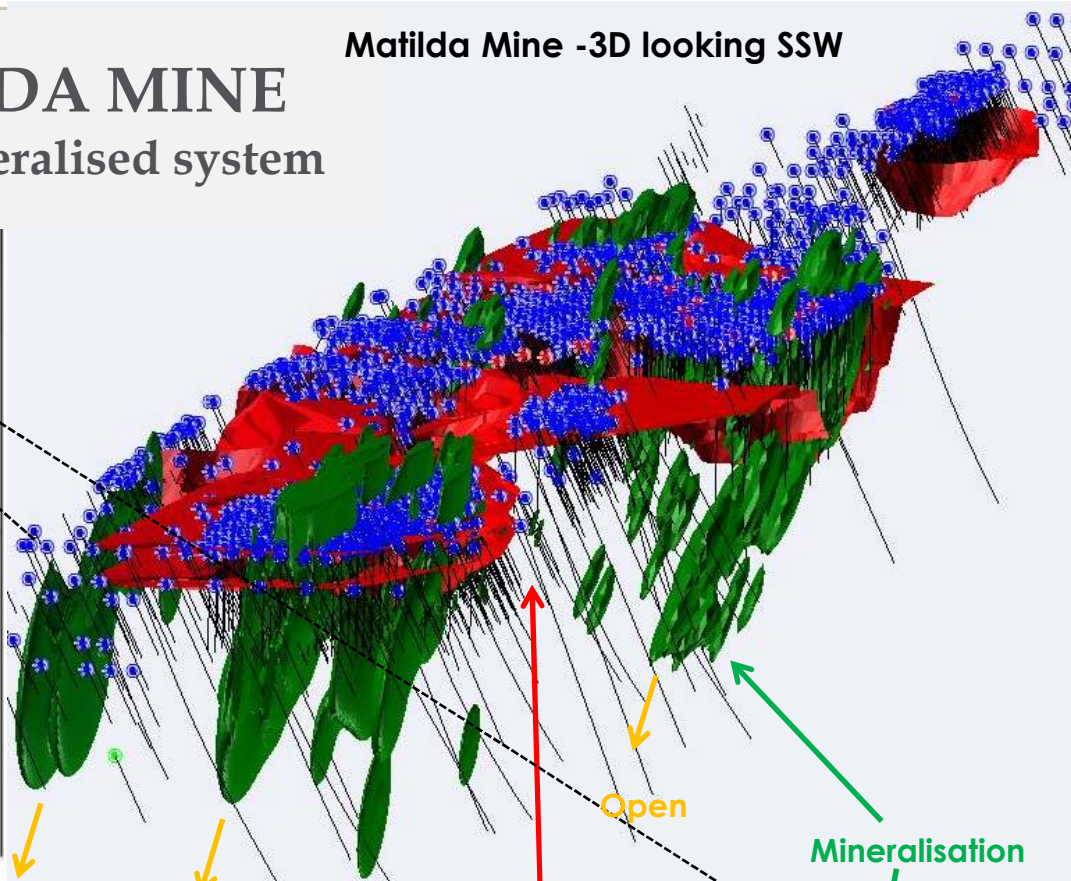 Matilda Mine -3D looking SSW
DA MINE
eralised system
Open
Mineralisation